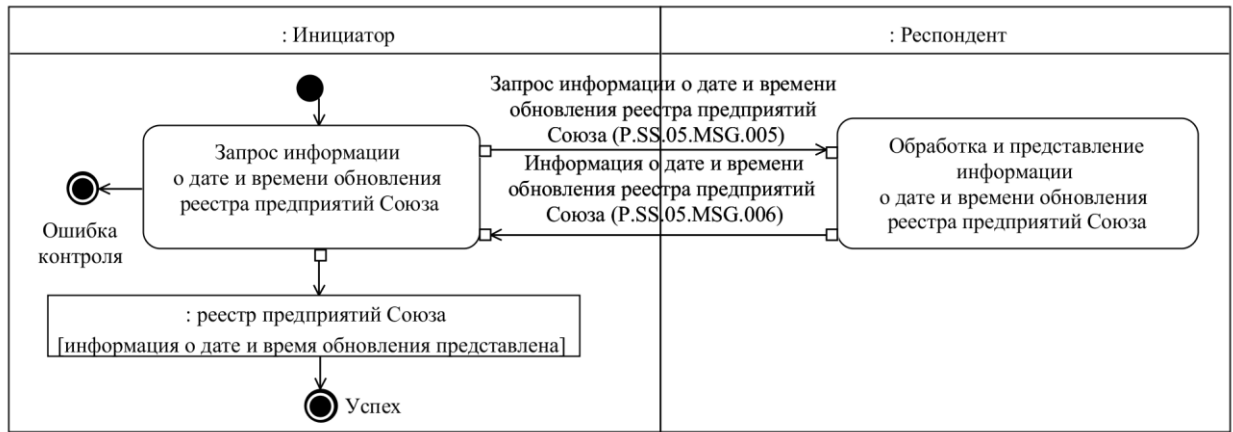 : Инициатор
: Респондент
Запрос информации о дате и времени
обновления реестра предприятий
Союза (P.SS.05.MSG.005)
Запрос информации
о дате и времени обновления
реестра предприятий Союза
Информация о дате и времени
обновления реестра предприятий
Союза (P.SS.05.MSG.006)
Обработка и представление
информации
о дате и времени обновления
реестра предприятий Союза
Ошибка
контроля
: реестр предприятий Союза
[информация о дате и время обновления представлена]
Успех